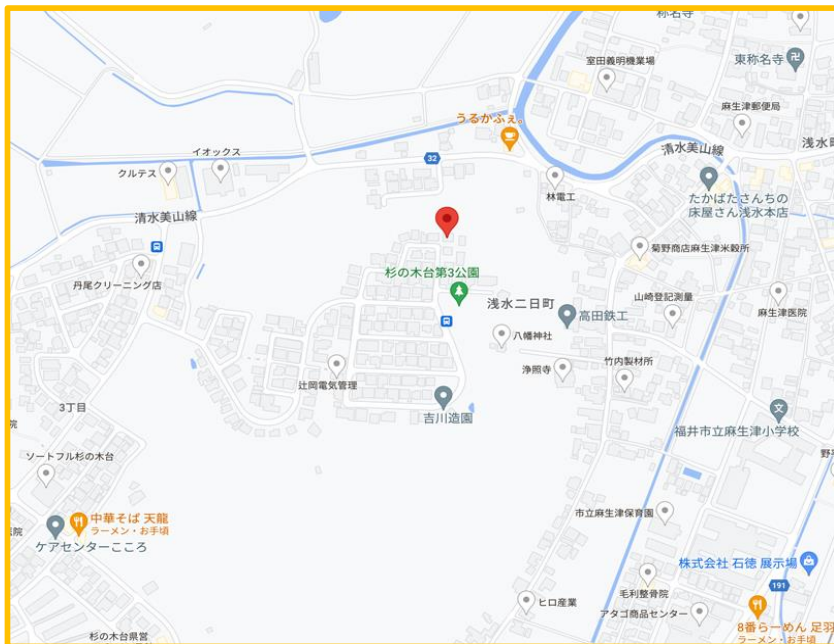 称名寺
東称名寺
室田義明機業場
麻生津郵便局
うるかふぇ。
浅水町
清水美山線
イオックス
32
クルテス
林電工
たかばたさんちの
床屋さん浅水本店
清水美山線
菊野商店麻生津米穀所
丹尾クリーニング店
杉の木台第3公園
浅水二日町
山崎登記測量
高田鉄工
麻生津医院
八幡神社
辻岡電気管理
浄照寺
竹内製材所
3丁目
吉川造園
福井市立麻生津小学校
院
ソートフル杉の木台
野
中華そば 天龍
ラーメン・お手頃
市立麻生津保育園
医院
ケアセンターこころ
株式会社 石徳 展示場
191
毛利整骨院
ヒロ産業
アタゴ商品センター
8番らーめん 足羽
ラーメン・お手頃
杉の木台県営